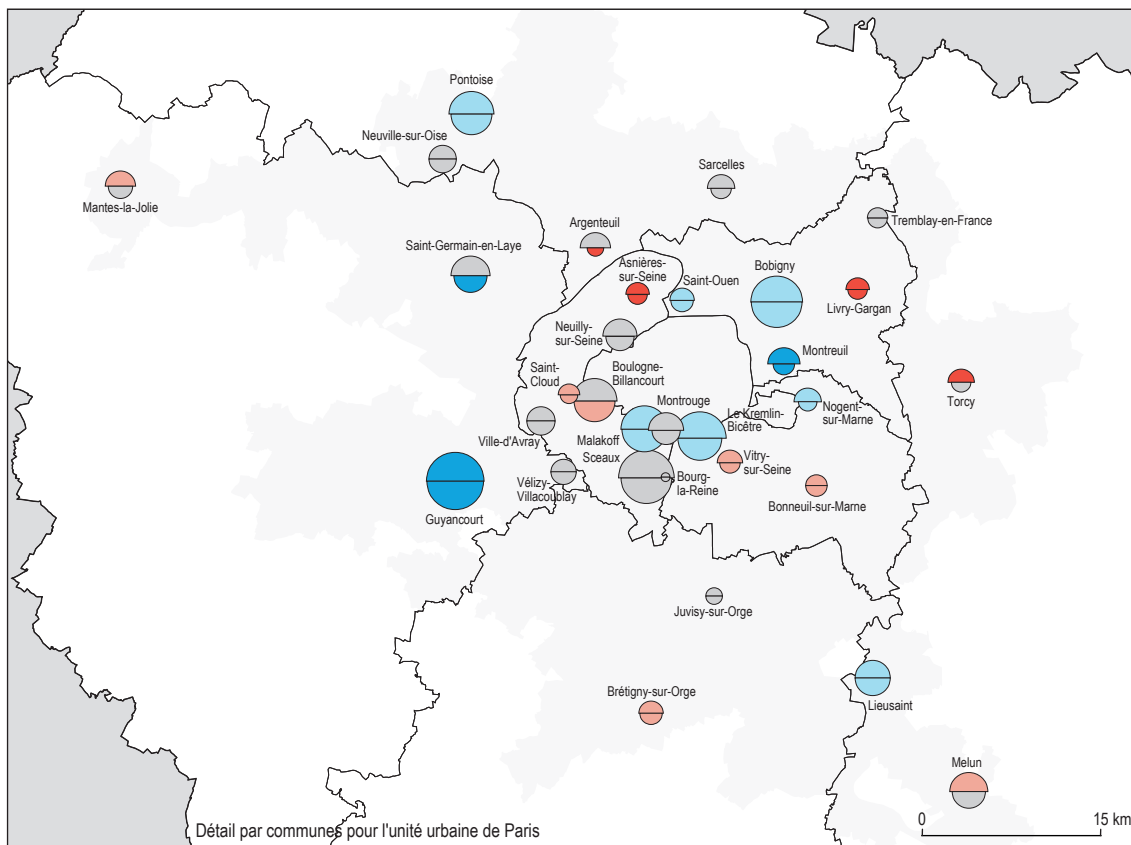 Pontoise
Neuville-sur-Oise
Mantes-la-Jolie
Sarcelles
Tremblay-en-France
Argenteuil
Saint-Germain-en-Laye
Asnières-
sur-Seine
Saint-Ouen
Bobigny
Livry-Gargan
Neuilly-
sur-Seine
Montreuil
Saint-
Cloud
Boulogne-
Billancourt
Torcy
Nogent-
sur-Marne
Montrouge
Le Kremlin-
Bicêtre
Ville-d'Avray
Malakoff
Sceaux
Vitry-
sur-Seine
Vélizy-
Villacoublay
Bourg-
la-Reine
Bonneuil-sur-Marne
Guyancourt
Juvisy-sur-Orge
Brétigny-sur-Orge
Lieusaint
Melun
Détail par communes pour l'unité urbaine de Paris
0 15 km